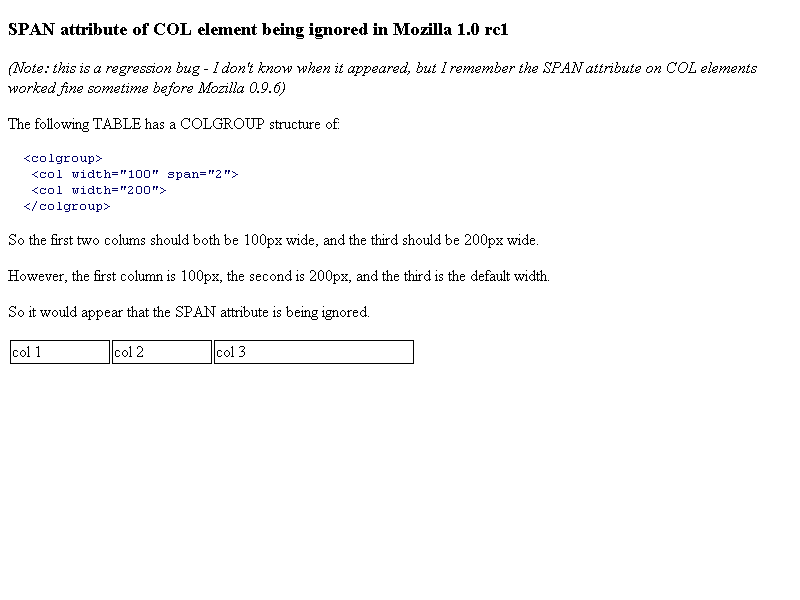 SPAN attribute of COL element being ignored in Mozilla 1.0 rc1
(Note: this is a regression bug - I don't know when it appeared, but I remember the SPAN attribute on COL elements
worked fine sometime before Mozilla 0.9.6)
The following TABLE has a COLGROUP structure of:
<colgroup>
<col width="100" span="2">
<col width="200">
</colgroup>
So the first two colums should both be 100px wide, and the third should be 200px wide.
However, the first column is 100px, the second is 200px, and the third is the default width.
So it would appear that the SPAN attribute is being ignored.
col 1 col 2 col 3